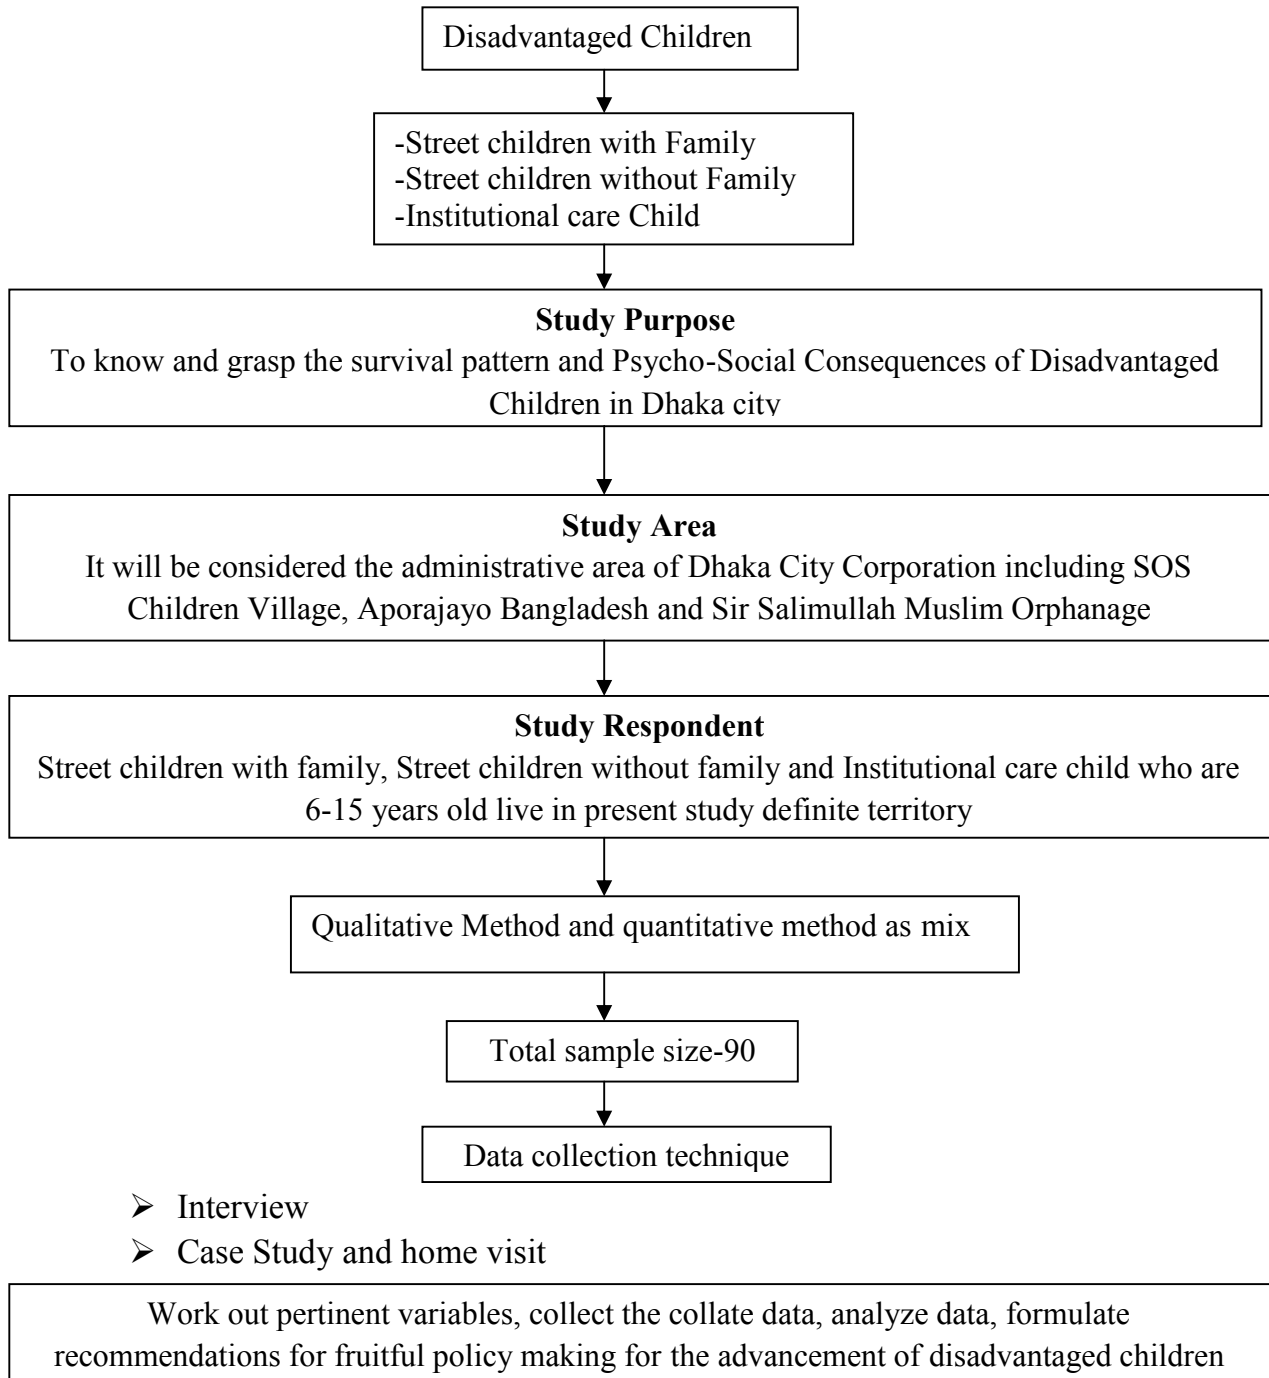 Disadvantaged Children
-Street children with Family
-Street children without Family
-Institutional care Child
Study Purpose
To know and grasp the survival pattern and Psycho-Social Consequences of Disadvantaged
Children in Dhaka city
Study Area
It will be considered the administrative area of Dhaka City Corporation including SOS
Children Village, Aporajayo Bangladesh and Sir Salimullah Muslim Orphanage
Study Respondent
Street children with family, Street children without family and Institutional care child who are
6-15 years old live in present study definite territory
Qualitative Method and quantitative method as mix
Total sample size-90
Data collection technique
➢ Interview
➢ Case Study and home visit
Work out pertinent variables, collect the collate data, analyze data, formulate
recommendations for fruitful policy making for the advancement of disadvantaged children